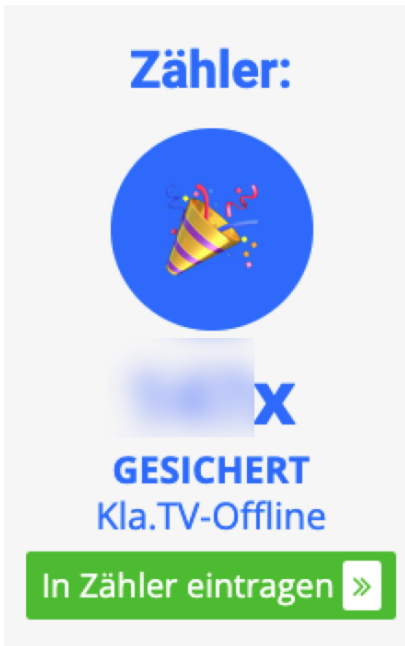 Zähler:
x
GESICHERT
Kla.TV-Offline
In Zähler eintragen »